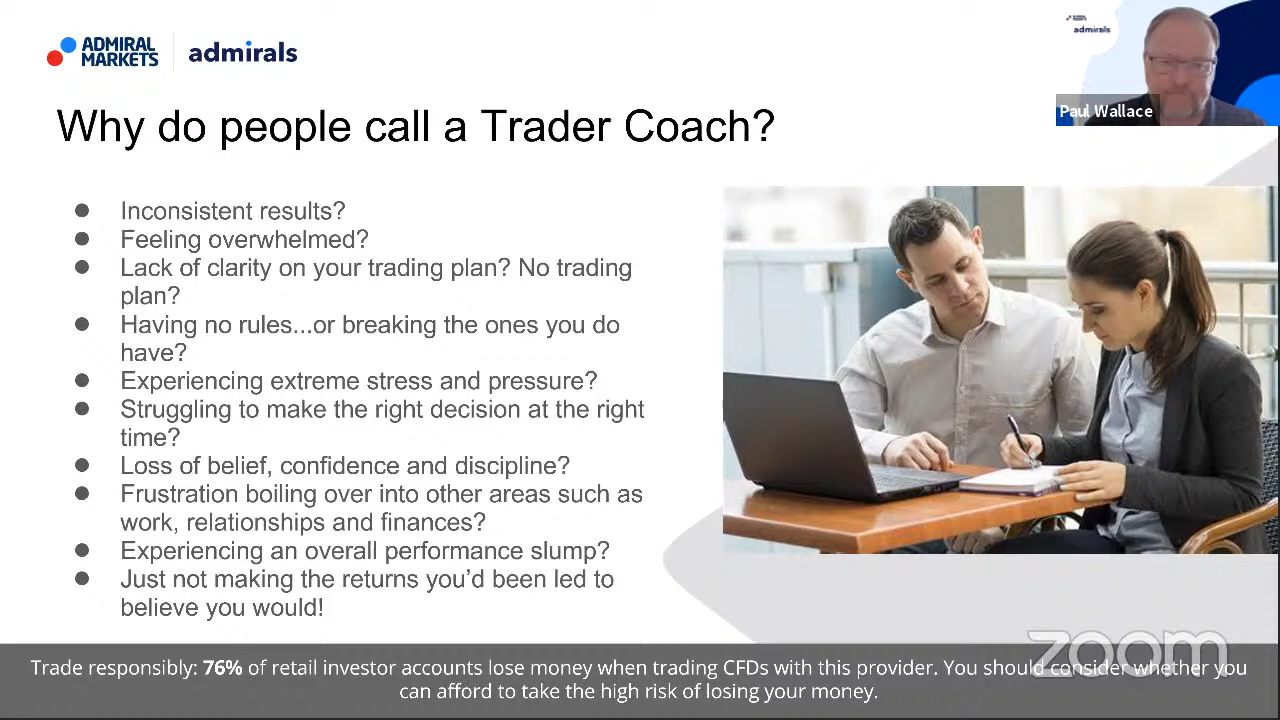 ADMIRAL
MARKETS
admirals
admirals
Paul Wallace
Why do people call a Trader Coach?
● Inconsistent results?
● Feeling overwhelmed?
● Lack of clarity on your trading plan? No trading
plan?
● Having no rules...or breaking the ones you do
have?
● Experiencing extreme stress and pressure?
● Struggling to make the right decision at the right
time?
● Loss of belief, confidence and discipline?
● Frustration boiling over into other areas such as
work, relationships and finances?
● Experiencing an overall performance slump?
● Just not making the returns you’d been led to
believe you would!
zoom
Trade responsibly: 76% of retail investor accounts lose money when trading CFDs with this provider. You should consider whether you
can afford to take the high risk of losing your money.